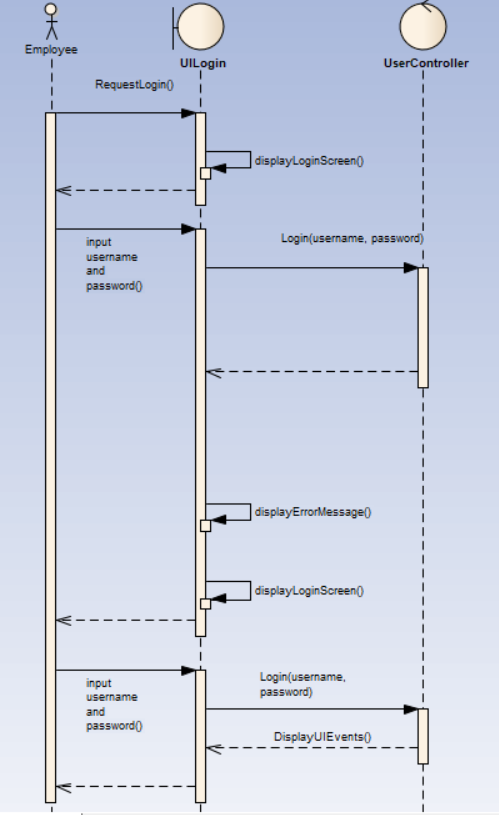 Employee
UILogin
UserController
RequestLogin()
displayLoginScreen()
input
username
and
password()
Login(username, password)
displayErrorMessage()
displayLoginScreen()
input
username
and
password()
Login(username,
password)
DisplayUIEvents()